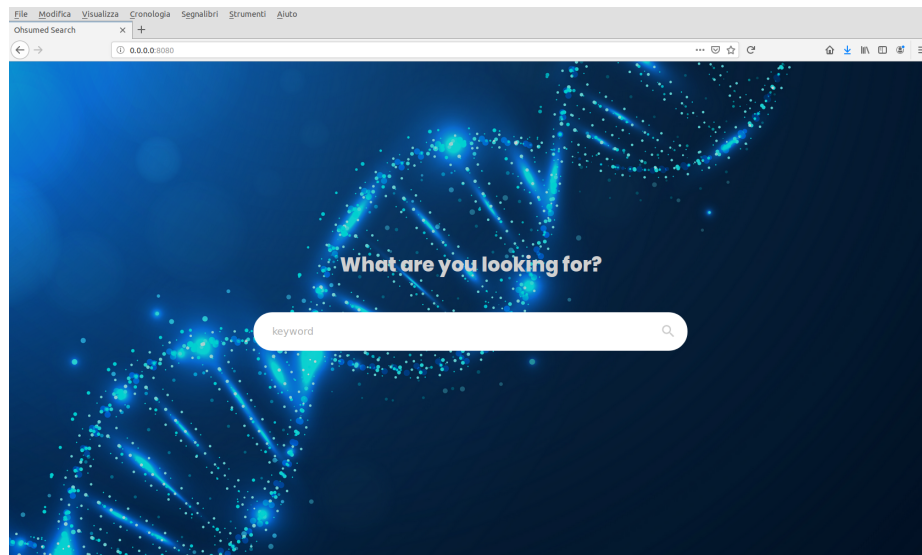 File Modifica Visualizza Cronologia Segnalibri Strumenti Aiuto
Ohsumed Search
0.0.0.0:8080
What are you looking for?
keyword